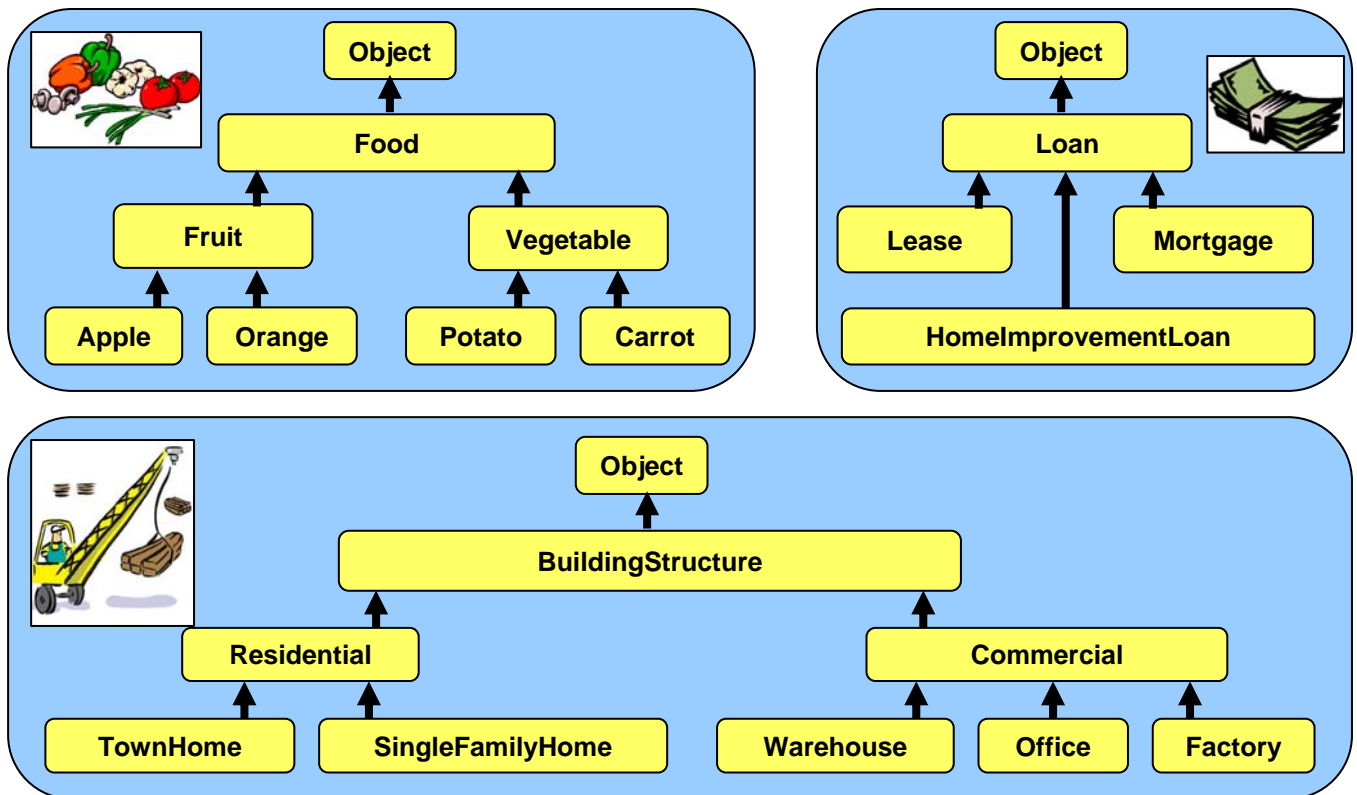 Object
Food
Fruit
Vegetable
Apple
Orange
Potato
Carrot
Object
Loan
Lease
Mortgage
HomeImprovementLoan
Object
BuildingStructure
Residential
Commercial
TownHome
SingleFamilyHome
Warehouse
Office
Factory